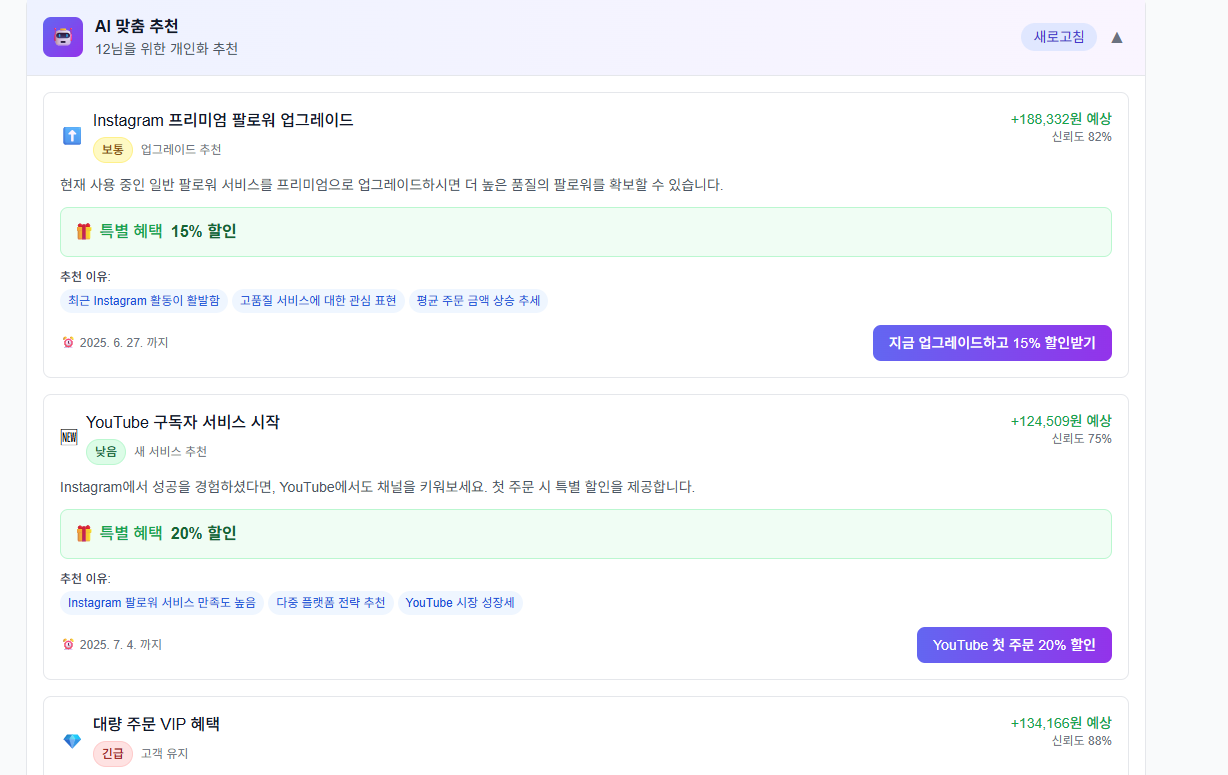 AI 맞춤 추천
12님을 위한 개인화 추천
새로고침 ▲
Instagram 프리미엄 팔로워 업그레이드
+188,332원 예상
보통 업그레이드 추천
신뢰도 82%
현재 사용 중인 일반 팔로워 서비스를 프리미엄으로 업그레이드하시면 더 높은 품질의 팔로워를 확보할 수 있습니다.
특별 혜택 15% 할인
추천 이유:
최근 Instagram 활동이 활발함 고품질 서비스에 대한 관심 표현 평균 주문 금액 상승 추세
2025. 6. 27. 까지
지금 업그레이드하고 15% 할인받기
NEW
YouTube 구독자 서비스 시작
+124,509원 예상
낮음 새 서비스 추천
신뢰도 75%
Instagram에서 성공을 경험하셨다면, YouTube에서도 채널을 키워보세요. 첫 주문 시 특별 할인을 제공합니다.
특별 혜택 20% 할인
추천 이유:
Instagram 팔로워 서비스 만족도 높음 다중 플랫폼 전략 추천 YouTube 시장 성장세
2025. 7. 4. 까지
YouTube 첫 주문 20% 할인
대량 주문 VIP 혜택
+134,166원 예상
긴급 고객 유지
신뢰도 88%